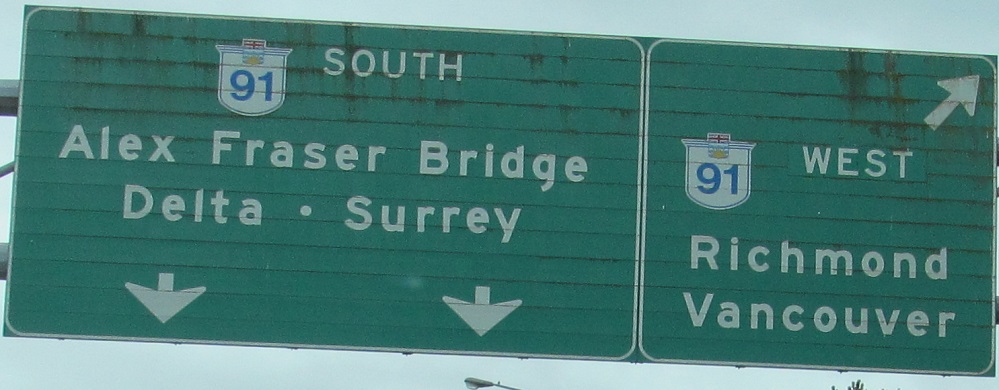 91 SOUTH
Alex Fraser Bridge
Delta • Surrey
91 WEST
Richmond
Vancouver